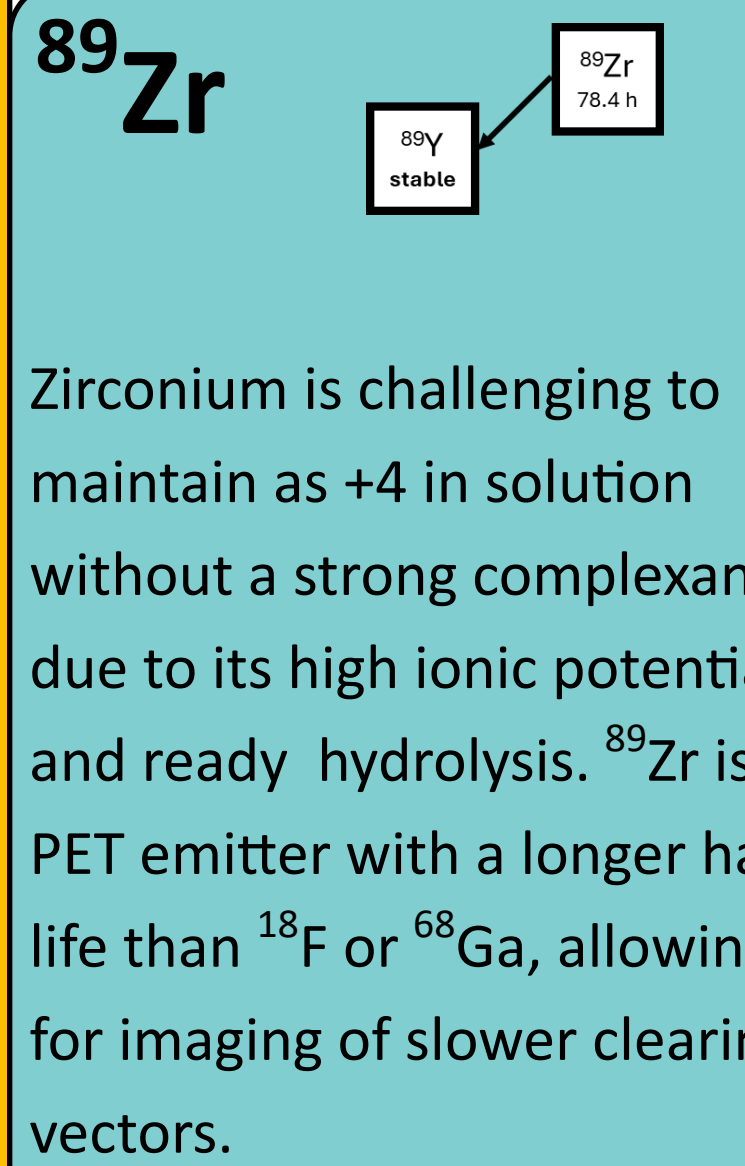 ⁸⁹Zr
⁸⁹Zr
78.4 h
⁸⁹Y
stable
Zirconium is challenging to
maintain as +4 in solution
without a strong complexan
due to its high ionic potenti
and ready hydrolysis. ⁸⁹Zr is
PET emitter with a longer ha
life than ¹⁸F or ⁶⁸Ga, allowin
for imaging of slower cleari
vectors.